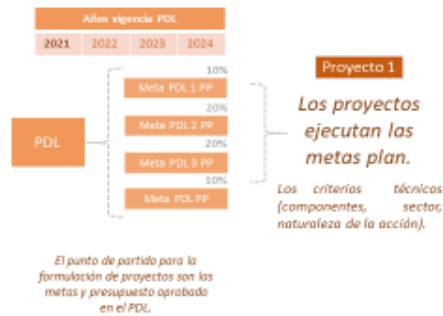 Años vigencia PDL
2021 2022 2023 2024
10%
Meta PDL 1 PP
20%
Meta PDL 2 PP
20%
Meta PDL 3 PP
10%
Meta PDL PP
PDL
Proyecto 1
Los proyectos
ejecutan las
metas plan.
Los criterios técnicos
(componentes, sector,
naturaleza de la acción).
El punto de partido para la
formulación de proyectos son las
metas y presupuesto aprobado
en el PDL.